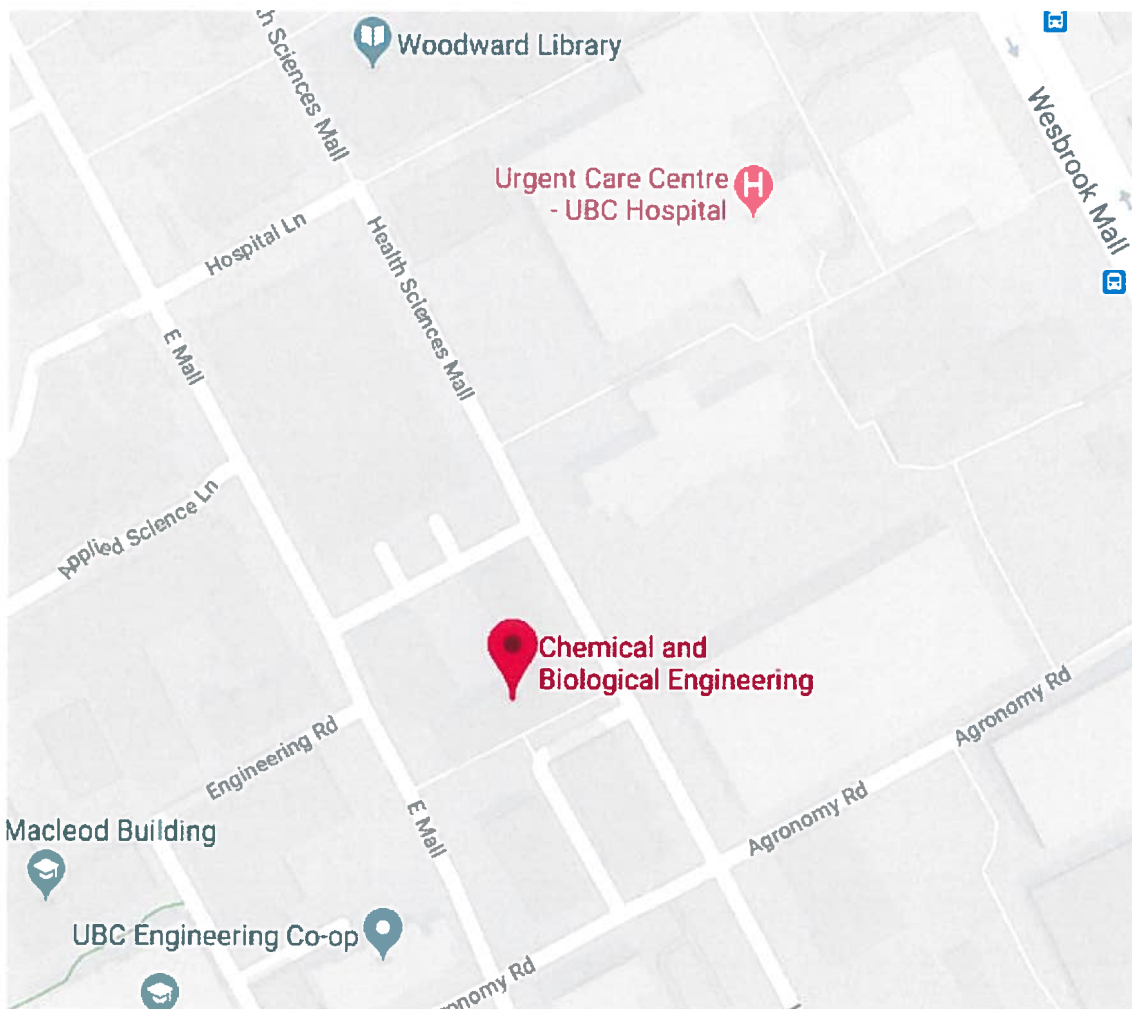 Woodward Library
th Sciences Mall
Wesbrook Mall
Urgent Care Centre
- UBC Hospital
H
Hospital Ln
Health Sciences Mall
E Mall
Applied Science Ln
Chemical and
Biological Engineering
Engineering Rd
Agronomy Rd
E Mall
Agronomy Rd
Macleod Building
UBC Engineering Co-op
onomy Rd